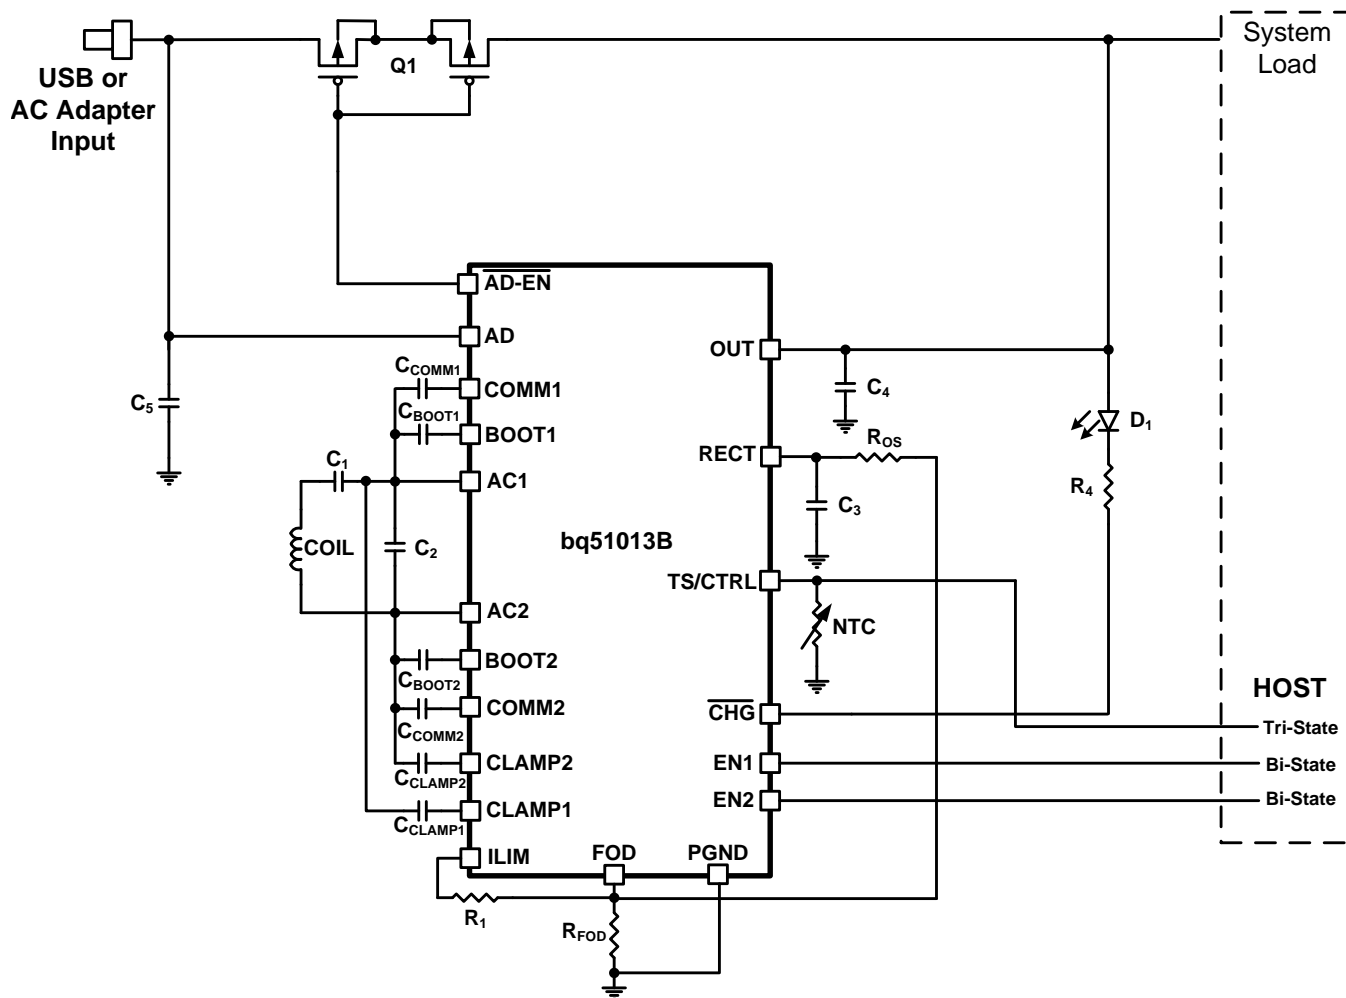 System
Load
USB or
AC Adapter
Input
Q1
AD-EN
AD
OUT
CCOMM1
COMM1
C4
C5
CBOOT1
BOOT1
D1
ROS
RECT
C1
AC1
R4
C3
bq51013B
COIL
C2
TS/CTRL
AC2
NTC
BOOT2
CBOOT2
HOST
COMM2
CHG
CCOMM2
Tri-State
CLAMP2
EN1
Bi-State
CCLAMP2
EN2
Bi-State
CLAMP1
CCLAMP1
ILIM
FOD
PGND
R1
RFOD